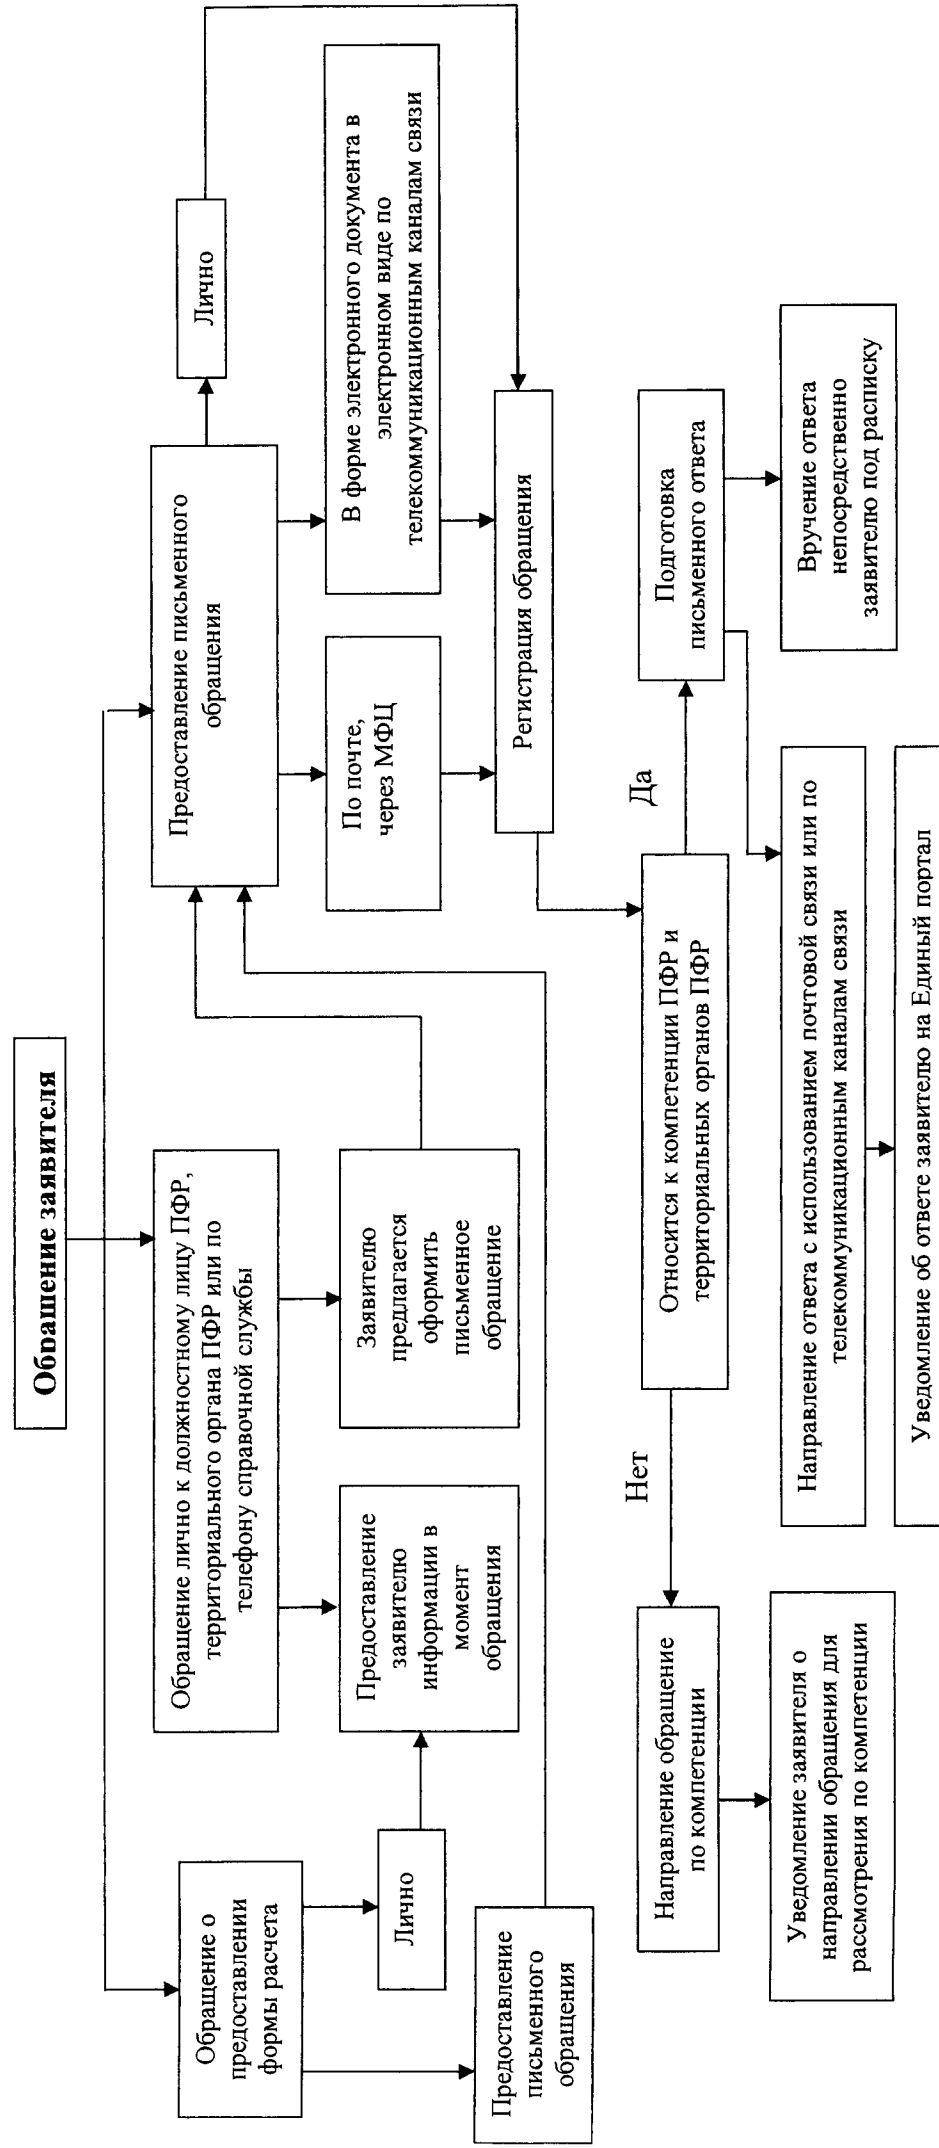 Обрашение заявителя
Обращение о
предоставлении
формы расчета
Обращение лично к должностному лицу ПФР,
территориального органа ПФР или по
телефону справочной службы
Предоставление письменного
обращения
Лично
Лично
Предоставление
заявителю
информации в
момент
обращения
Заявителю
предлагается
оформить
письменное
обращение
По почте,
через МФЦ
В форме электронного документа в
электронном виде по
телекоммуникационным каналам связи
Предоставление
письменного
обращения
Регистрация обращения
Нет
Относится к компетенции ПФР и
территориальных органов ПФР
Да
Направление обращение
по компетенции
Подготовка
письменного ответа
Уведомление заявителя о
направлении обращения для
рассмотрения по компетенции
Направление ответа с использованием почтовой связи или по
телекоммуникационным каналам связи
Вручение ответа
непосредственно
заявителю под расписку
Уведомление об ответе заявителю на Единый портал